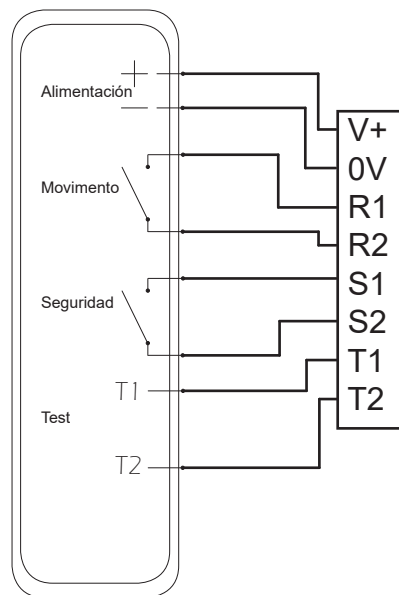 Alimentación
V+
0V
Movimento
R1
R2
Seguridad
S1
S2
T1
T1
Test
T2
T2